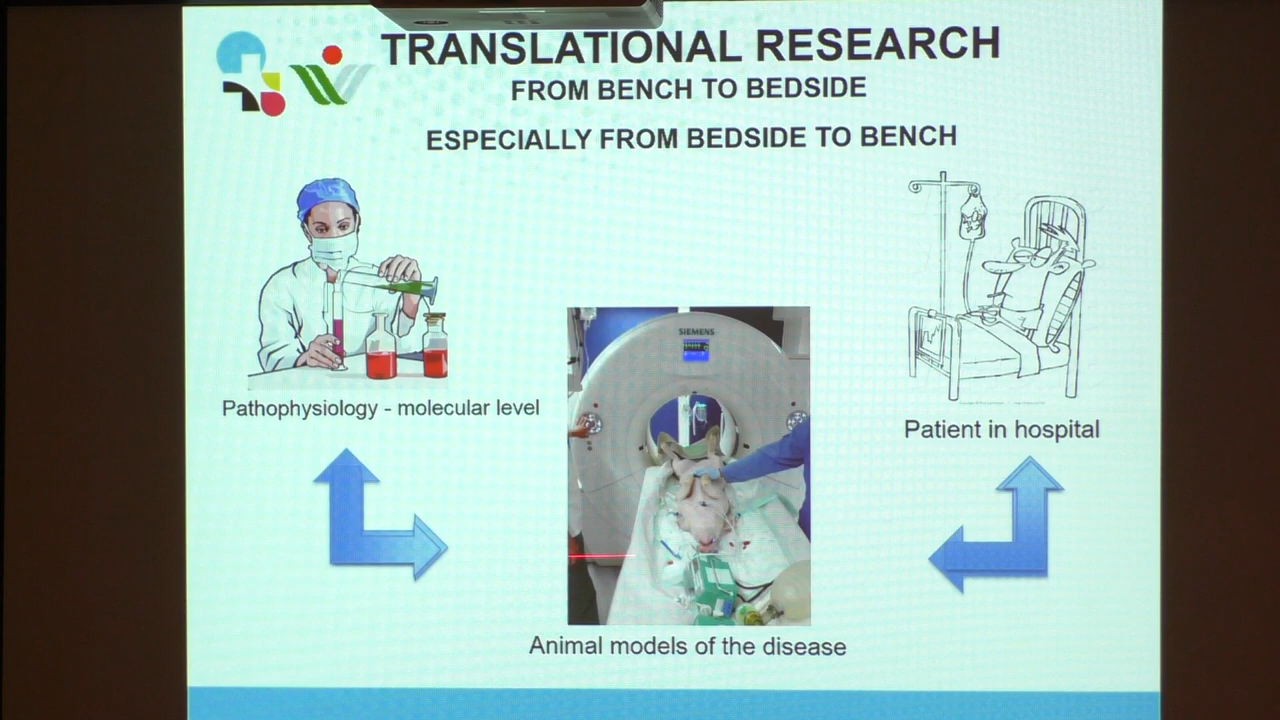 TRANSLATIONAL RESEARCH
FROM BENCH TO BEDSIDE
ESPECIALLY FROM BEDSIDE TO BENCH
SIEMENS
Pathophysiology - molecular level
Patient in hospital
Animal models of the disease